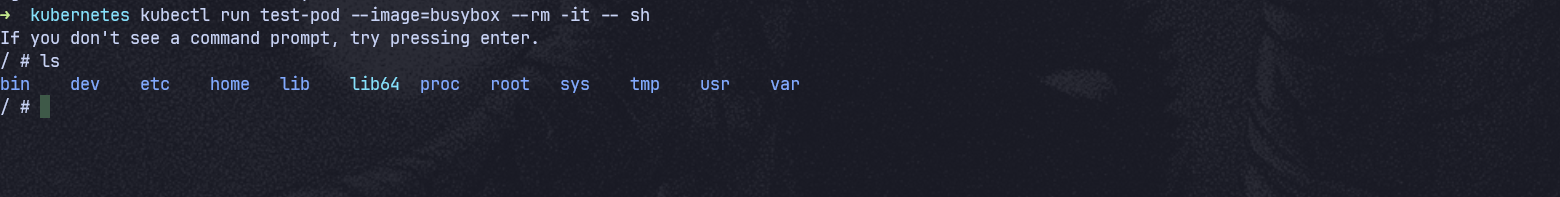 ➜  kubernetes kubectl run test-pod --image=busybox --rm -it -- sh
If you don't see a command prompt, try pressing enter.
/ # ls
bin    dev    etc    home   lib    lib64  proc   root   sys    tmp    usr    var
/ #